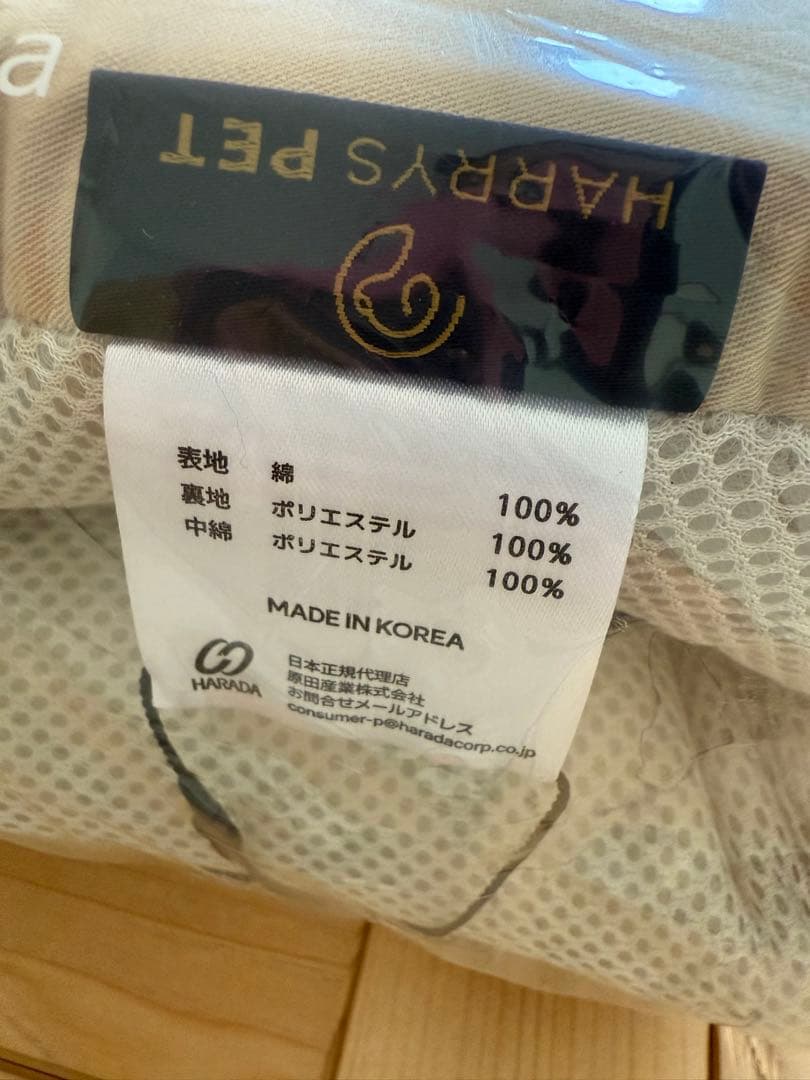 a
HARRYS PET
表地 綿 100%
裏地 ポリエステル 100%
中綿 ポリエステル 100%
MADE IN KOREA
HARADA
日本正規代理店
原田産業株式会社
お問合せメールアドレス
consumer-p@haradacorp.co.jp